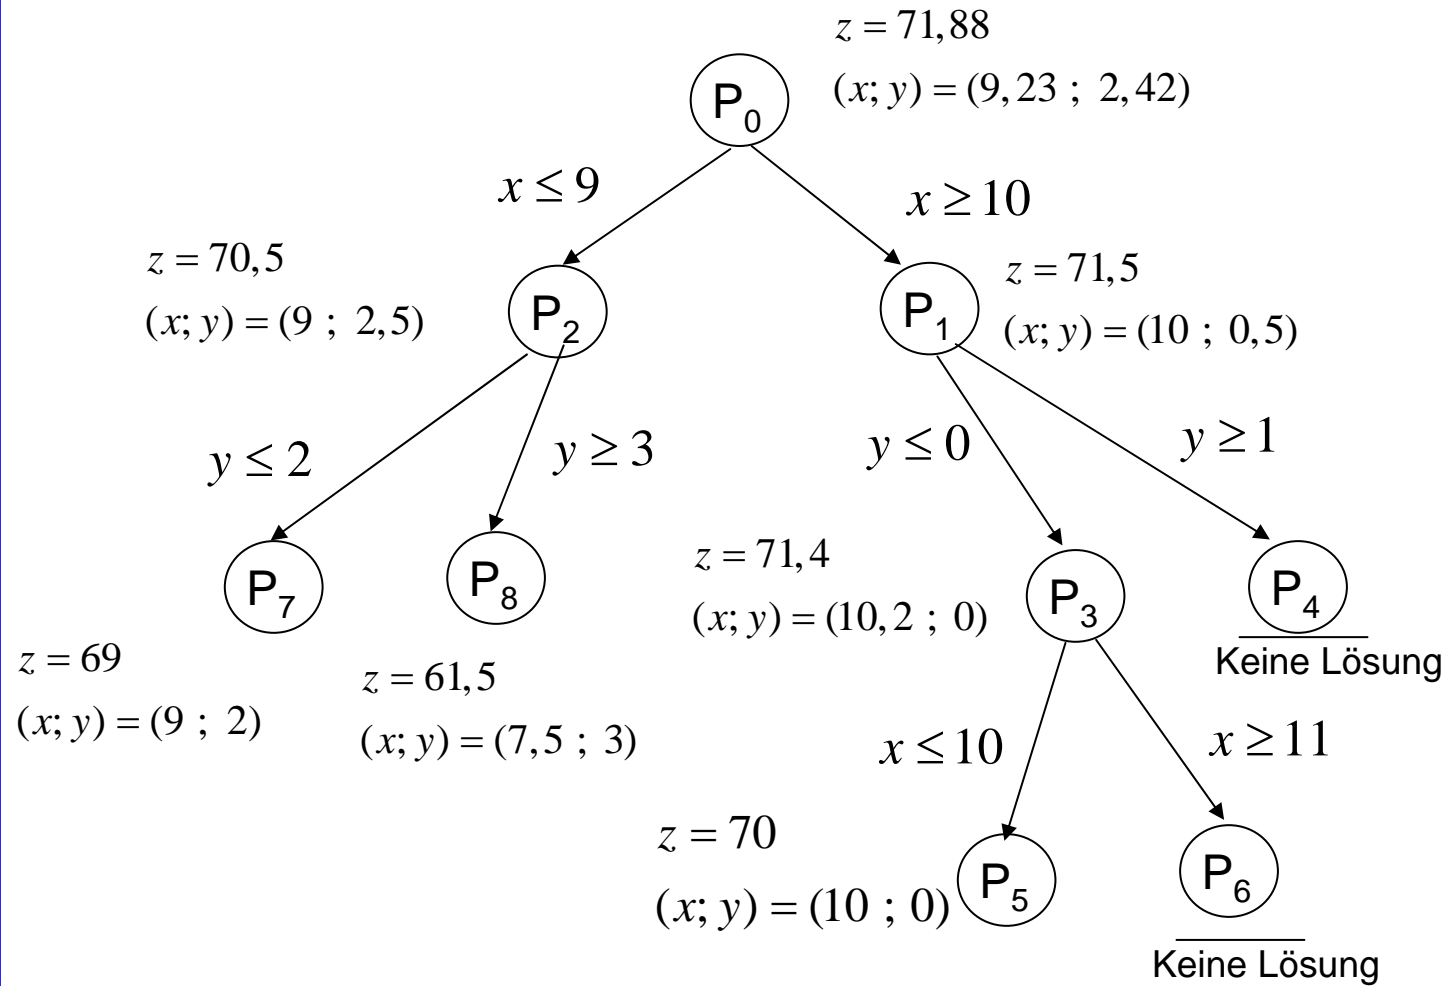 z = 71,88
(x; y) = (9,23 ; 2,42)
P₀
x ≤ 9
x ≥ 10
z = 70,5
(x; y) = (9 ; 2,5)
P₂
P₁
z = 71,5
(x; y) = (10 ; 0,5)
y ≤ 2
y ≥ 3
y ≤ 0
y ≥ 1
P₇
P₈
z = 71,4
(x; y) = (10,2 ; 0)
P₃
P₄
Keine Lösung
z = 69
(x; y) = (9 ; 2)
z = 61,5
(x; y) = (7,5 ; 3)
x ≤ 10
x ≥ 11
z = 70
(x; y) = (10 ; 0)
P₅
P₆
Keine Lösung